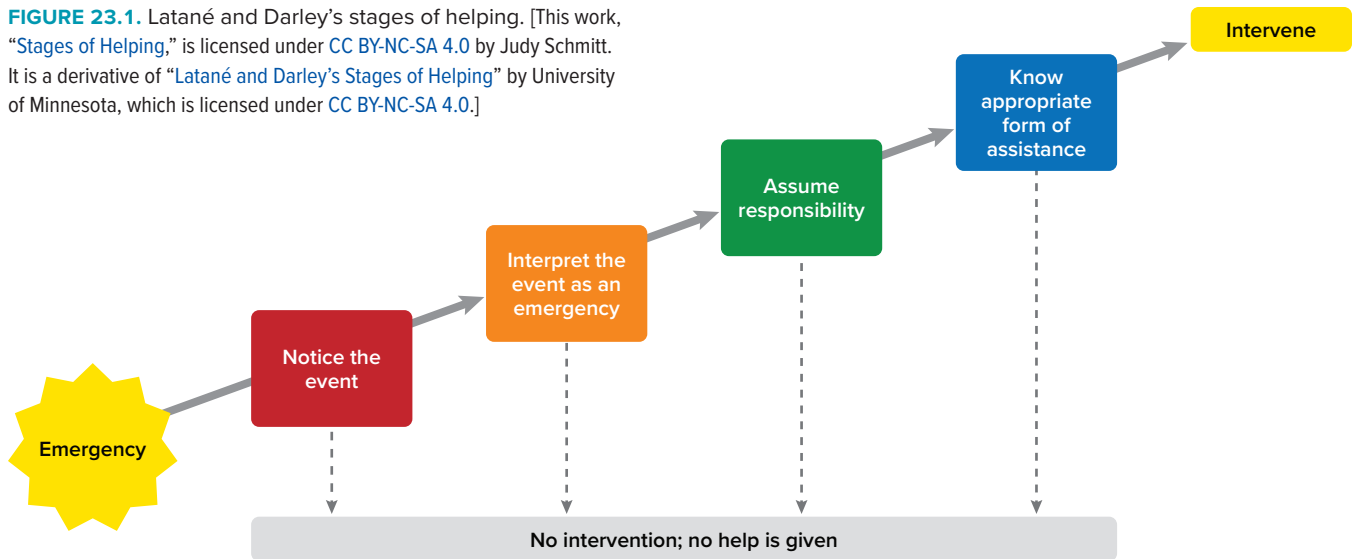 FIGURE 23.1. Latané and Darley’s stages of helping. [This work,
“Stages of Helping,” is licensed under CC BY-NC-SA 4.0 by Judy Schmitt.
It is a derivative of “Latané and Darley’s Stages of Helping” by University
of Minnesota, which is licensed under CC BY-NC-SA 4.0.]
Emergency
Notice the
event
Interpret the
event as an
emergency
Assume
responsibility
Know
appropriate
form of
assistance
Intervene
No intervention; no help is given